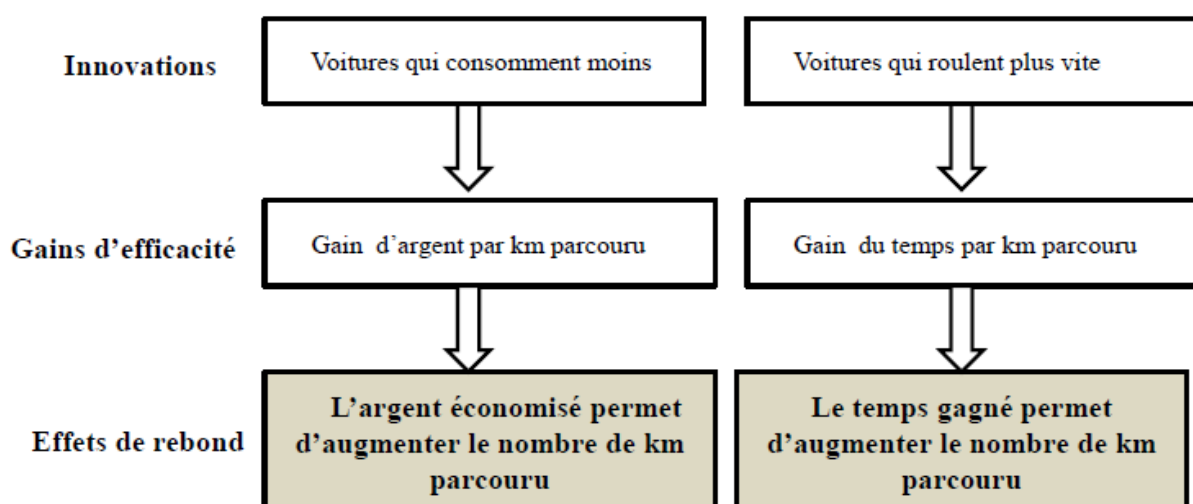 Innovations
Voitures qui consomment moins
Voitures qui roulent plus vite
Gains d’efficacité
Gain d’argent par km parcouru
Gain du temps par km parcouru
Effets de rebond
L’argent économisé permet
d’augmenter le nombre de km
parcouru
Le temps gagné permet
d’augmenter le nombre de km
parcouru